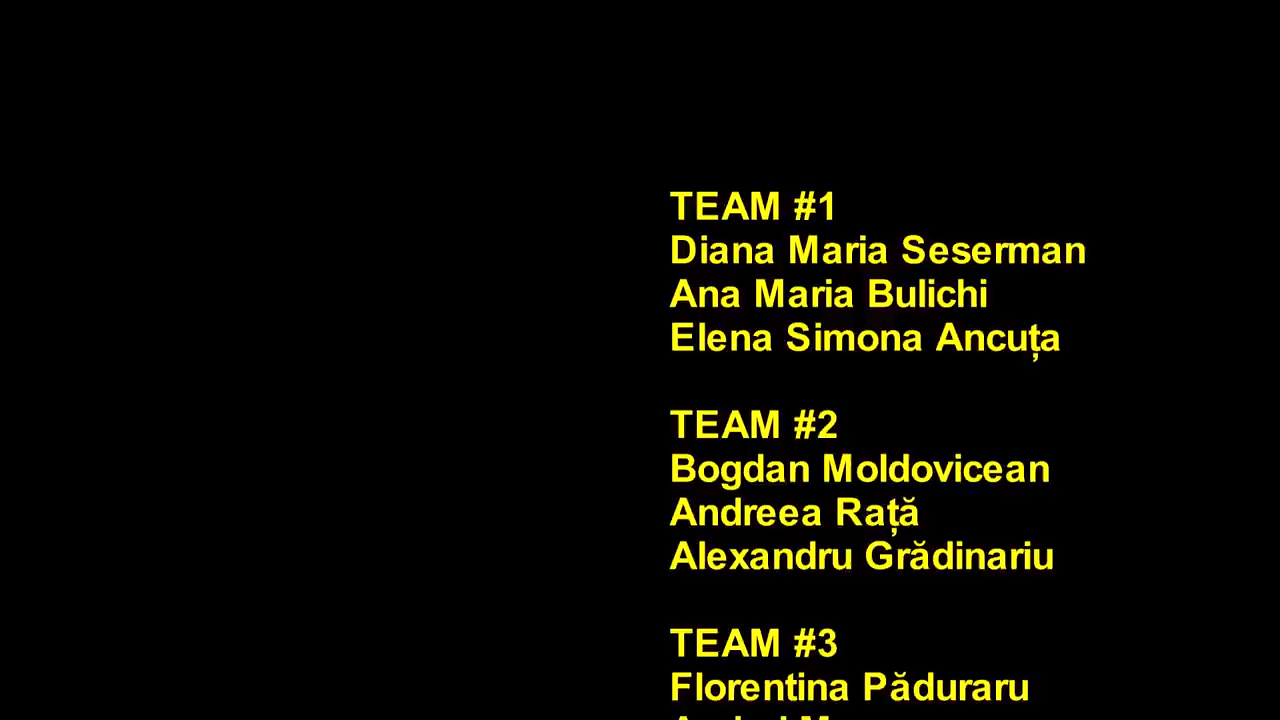 TEAM #1
Diana Maria Seserman
Ana Maria Bulichi
Elena Simona Ancuța
TEAM #2
Bogdan Moldovicean
Andreea Rață
Alexandru Grădinariu
TEAM #3
Florentina Păduraru